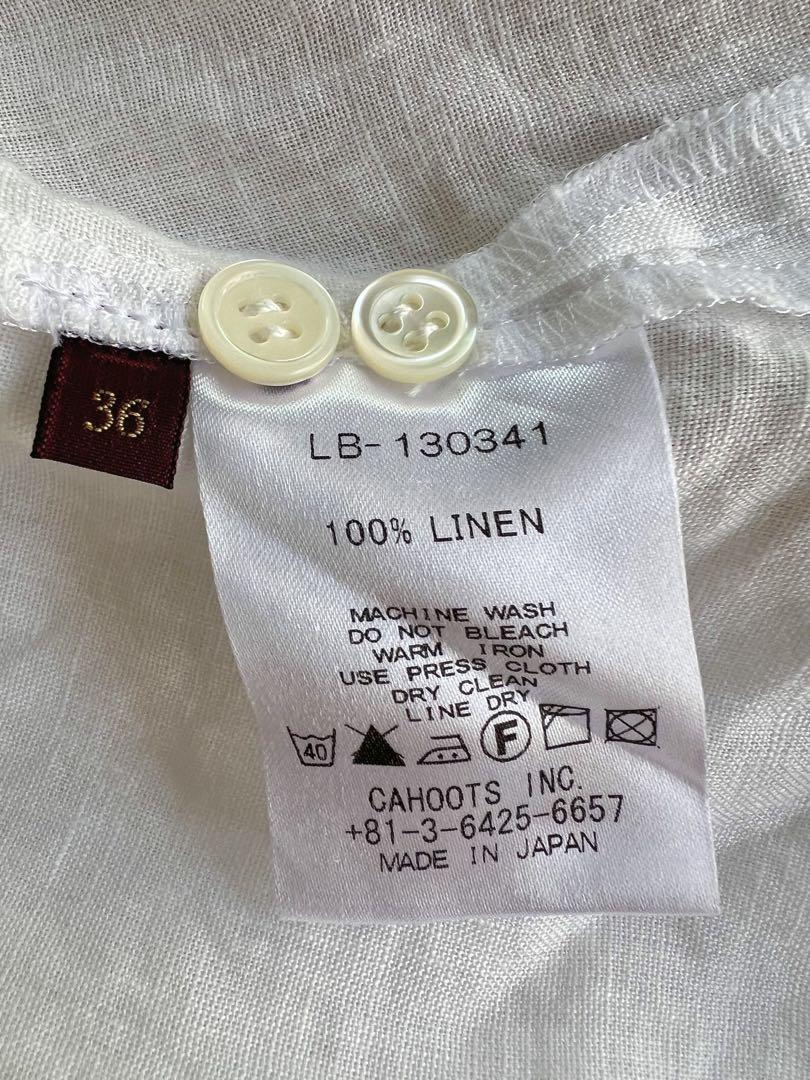 36
LB-130341
100% LINEN
MACHINE WASH
DO NOT BLEACH
WARM IRON
USE PRESS CLOTH
DRY CLEAN
LINE DRY
40
F
CAHOOTS INC.
+81-3-6425-6657
MADE IN JAPAN